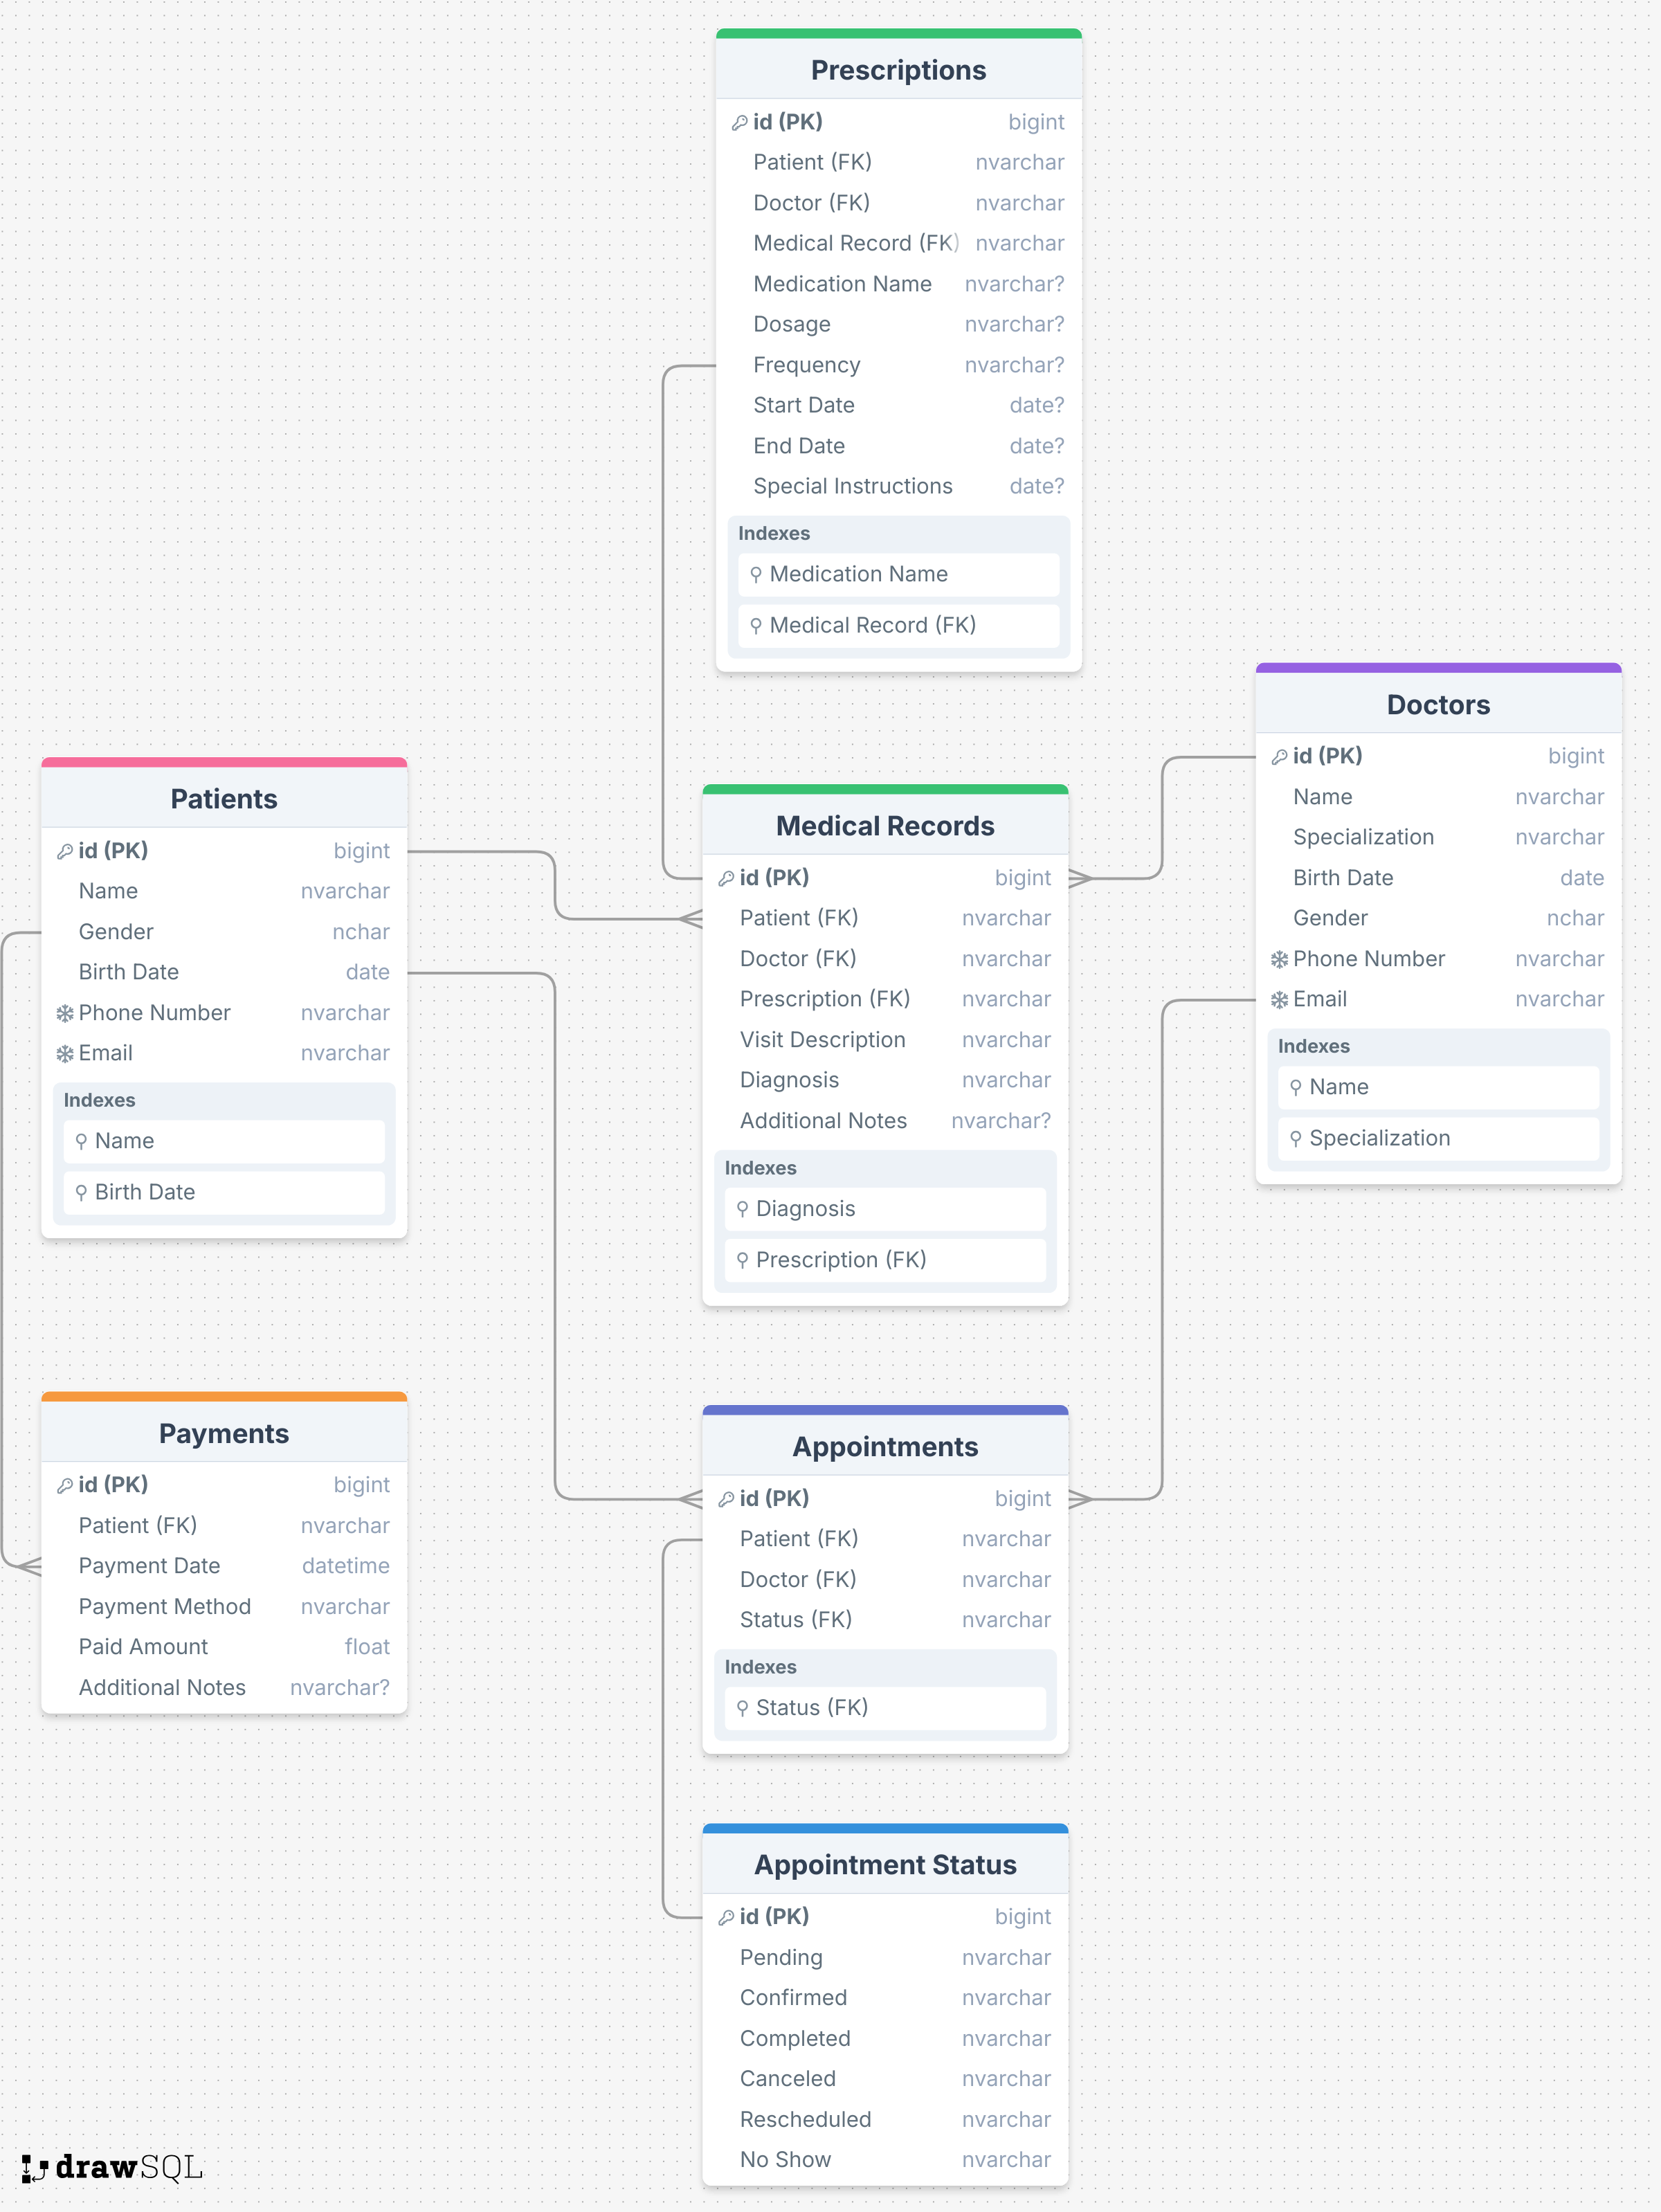 Prescriptions
id (PK) bigint
Patient (FK) nvarchar
Doctor (FK) nvarchar
Medical Record (FK) nvarchar
Medication Name nvarchar?
Dosage nvarchar?
Frequency nvarchar?
Start Date date?
End Date date?
Special Instructions date?
Indexes
Medication Name
Medical Record (FK)
Doctors
id (PK) bigint
Name nvarchar
Specialization nvarchar
Birth Date date
Gender nchar
Phone Number nvarchar
Email nvarchar
Indexes
Name
Specialization
Patients
id (PK) bigint
Name nvarchar
Gender nchar
Birth Date date
Phone Number nvarchar
Email nvarchar
Indexes
Name
Birth Date
Medical Records
id (PK) bigint
Patient (FK) nvarchar
Doctor (FK) nvarchar
Prescription (FK) nvarchar
Visit Description nvarchar
Diagnosis nvarchar
Additional Notes nvarchar?
Indexes
Diagnosis
Prescription (FK)
Payments
id (PK) bigint
Patient (FK) nvarchar
Payment Date datetime
Payment Method nvarchar
Paid Amount float
Additional Notes nvarchar?
Appointments
id (PK) bigint
Patient (FK) nvarchar
Doctor (FK) nvarchar
Status (FK) nvarchar
Indexes
Status (FK)
Appointment Status
id (PK) bigint
Pending nvarchar
Confirmed nvarchar
Completed nvarchar
Canceled nvarchar
Rescheduled nvarchar
No Show nvarchar
drawSQL